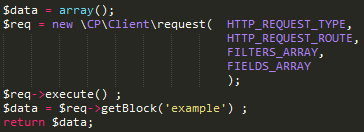 $data = array();
$req = new \CP\Client\request(  HTTP_REQUEST_TYPE,
HTTP_REQUEST_ROUTE,
FILTERS_ARRAY,
FIELDS_ARRAY
);
$req->execute() ;
$data = $req->getBlock('example') ;
return $data;